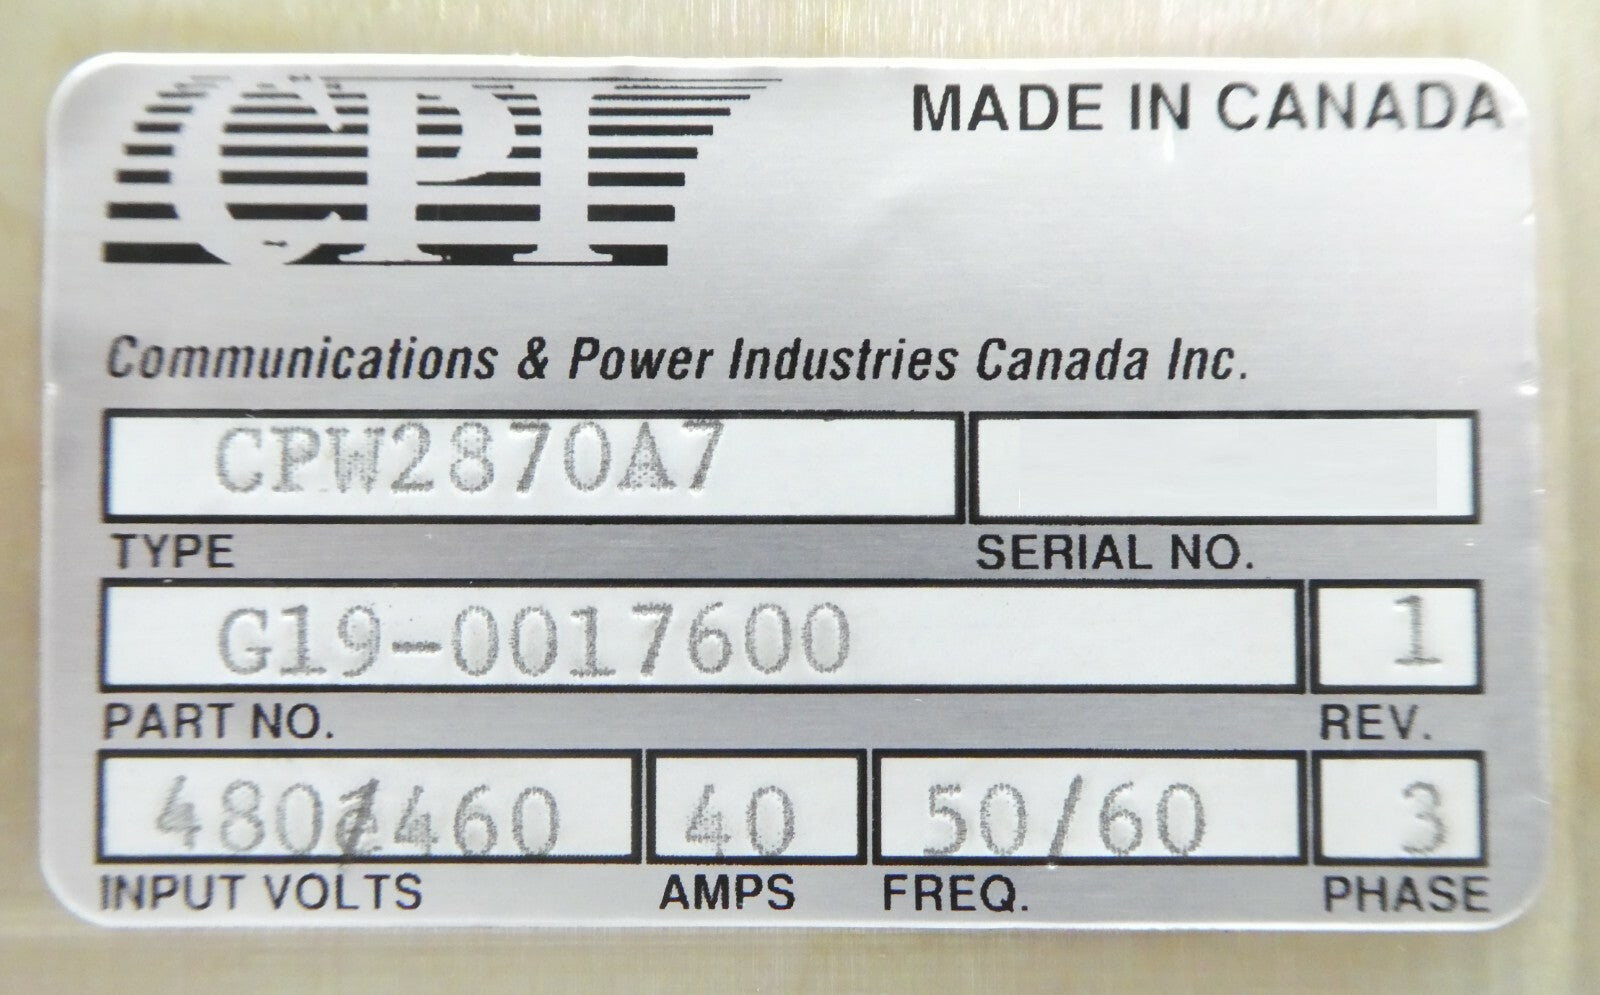 CPI
MADE IN CANADA
Communications & Power Industries Canada Inc.
CPW2870A7
TYPE
SERIAL NO.
G19-0017600
1
PART NO.
REV.
480/460
40
50/60
3
INPUT VOLTS
AMPS
FREQ.
PHASE